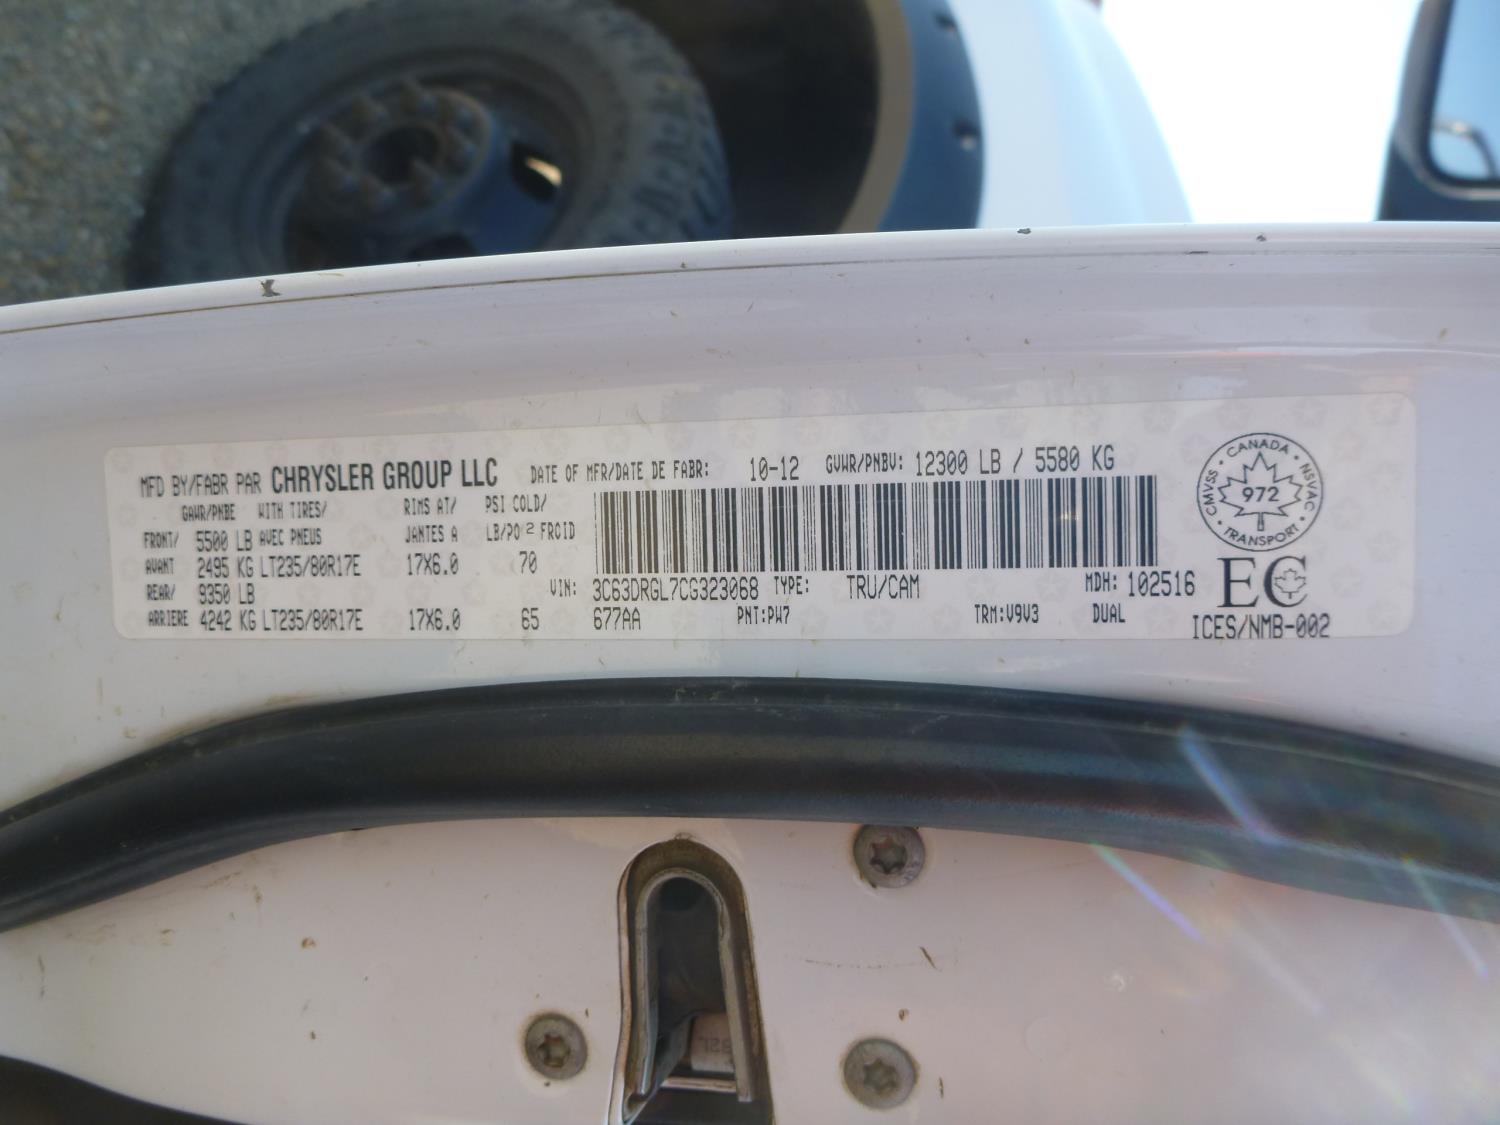 MFD BY/FABR PAR CHRYSLER GROUP LLC DATE OF MFR/DATE DE FABR: 10-12 GVWR/PNBV: 12300 LB / 5580 KG
GAWR/PNBE WITH TIRES/ RIMS AT/ PSI COLD/
FRONT/ 5500 LB AVEC PNEUS JANTES A LB/PO² FROID
AVANT 2495 KG LT235/80R17E 17X6.0 70
REAR/ 9350 LB VIN: 3C63DRGL7CG323068 TYPE: TRU/CAM MDH: 102516
ARRIERE 4242 KG LT235/80R17E 17X6.0 65 677AA PNT:PW7 TRM:V9V3 DUAL
CANADA
CMVSS 972 NSVAC
TRANSPORT
EC
ICES/NMB-002